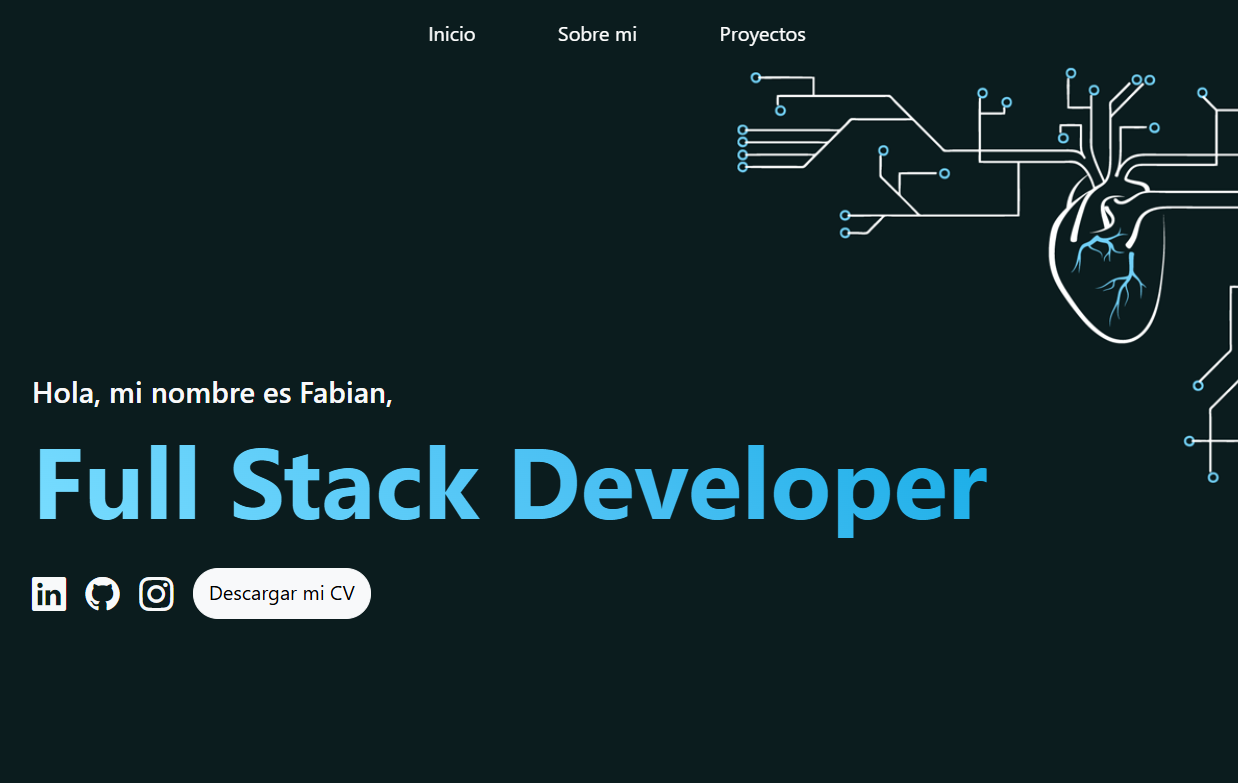 Inicio Sobre mi Proyectos
Hola, mi nombre es Fabian,
Full Stack Developer
in Descargar mi CV